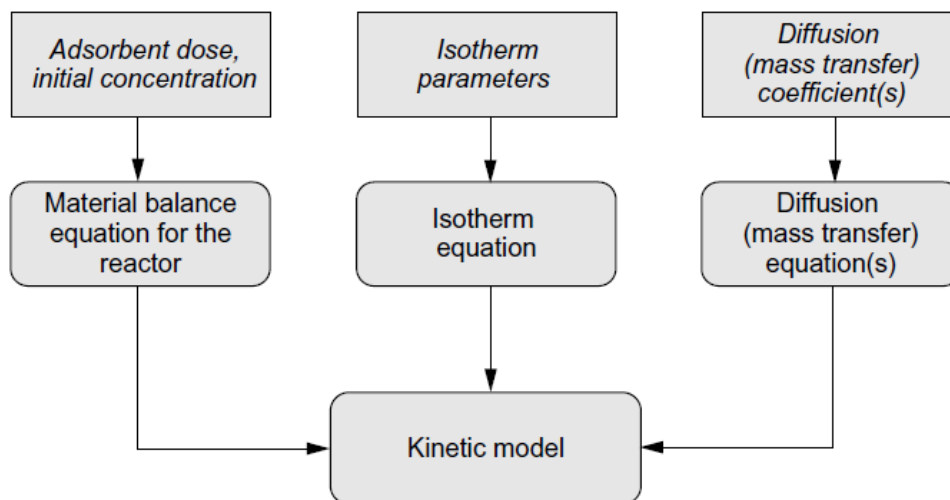 Adsorbent dose,
initial concentration
Isotherm
parameters
Diffusion
(mass transfer)
coefficient(s)
Material balance
equation for the
reactor
Isotherm
equation
Diffusion
(mass transfer)
equation(s)
Kinetic model